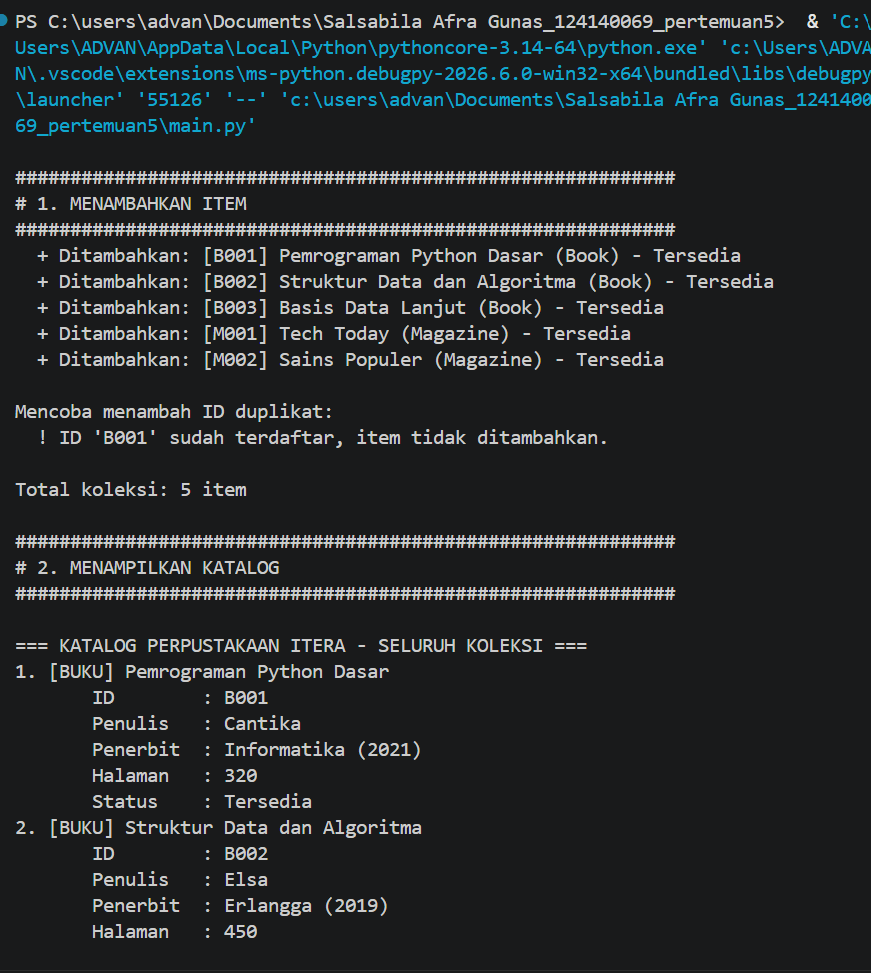 PS C:\users\advan\Documents\Salsabila Afra Gunas_124140069_pertemuan5>  & 'C:\
Users\ADVAN\AppData\Local\Python\pythoncore-3.14-64\python.exe' 'c:\Users\ADVA
N\.vscode\extensions\ms-python.debugpy-2026.6.0-win32-x64\bundled\libs\debugpy
\launcher' '55126' '--' 'c:\users\advan\Documents\Salsabila Afra Gunas_1241400
69_pertemuan5\main.py'

############################################################
# 1. MENAMBAHKAN ITEM
############################################################
  + Ditambahkan: [B001] Pemrograman Python Dasar (Book) - Tersedia
  + Ditambahkan: [B002] Struktur Data dan Algoritma (Book) - Tersedia
  + Ditambahkan: [B003] Basis Data Lanjut (Book) - Tersedia
  + Ditambahkan: [M001] Tech Today (Magazine) - Tersedia
  + Ditambahkan: [M002] Sains Populer (Magazine) - Tersedia

Mencoba menambah ID duplikat:
  ! ID 'B001' sudah terdaftar, item tidak ditambahkan.

Total koleksi: 5 item

############################################################
# 2. MENAMPILKAN KATALOG
############################################################

=== KATALOG PERPUSTAKAAN ITERA - SELURUH KOLEKSI ===
1. [BUKU] Pemrograman Python Dasar
       ID        : B001
       Penulis   : Cantika
       Penerbit  : Informatika (2021)
       Halaman   : 320
       Status    : Tersedia
2. [BUKU] Struktur Data dan Algoritma
       ID        : B002
       Penulis   : Elsa
       Penerbit  : Erlangga (2019)
       Halaman   : 450